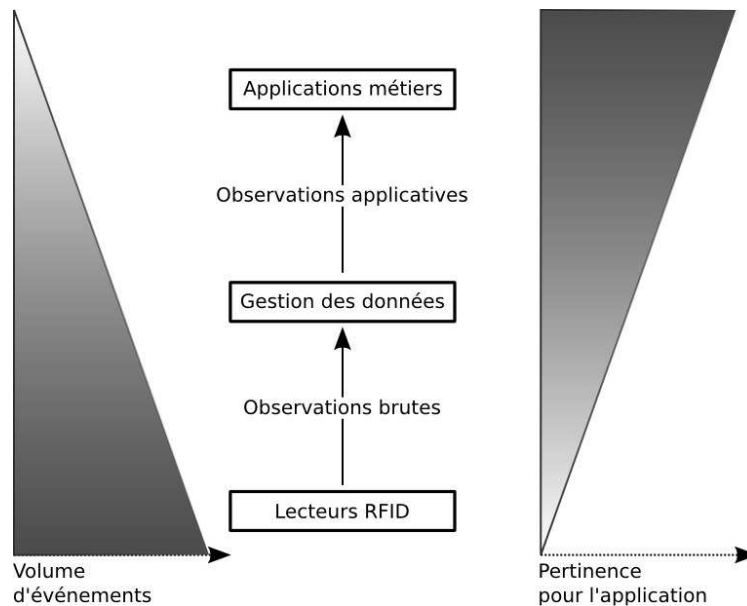 Applications métiers
Observations applicatives
Gestion des données
Observations brutes
Lecteurs RFID
Volume
d'événements
Pertinence
pour l'application